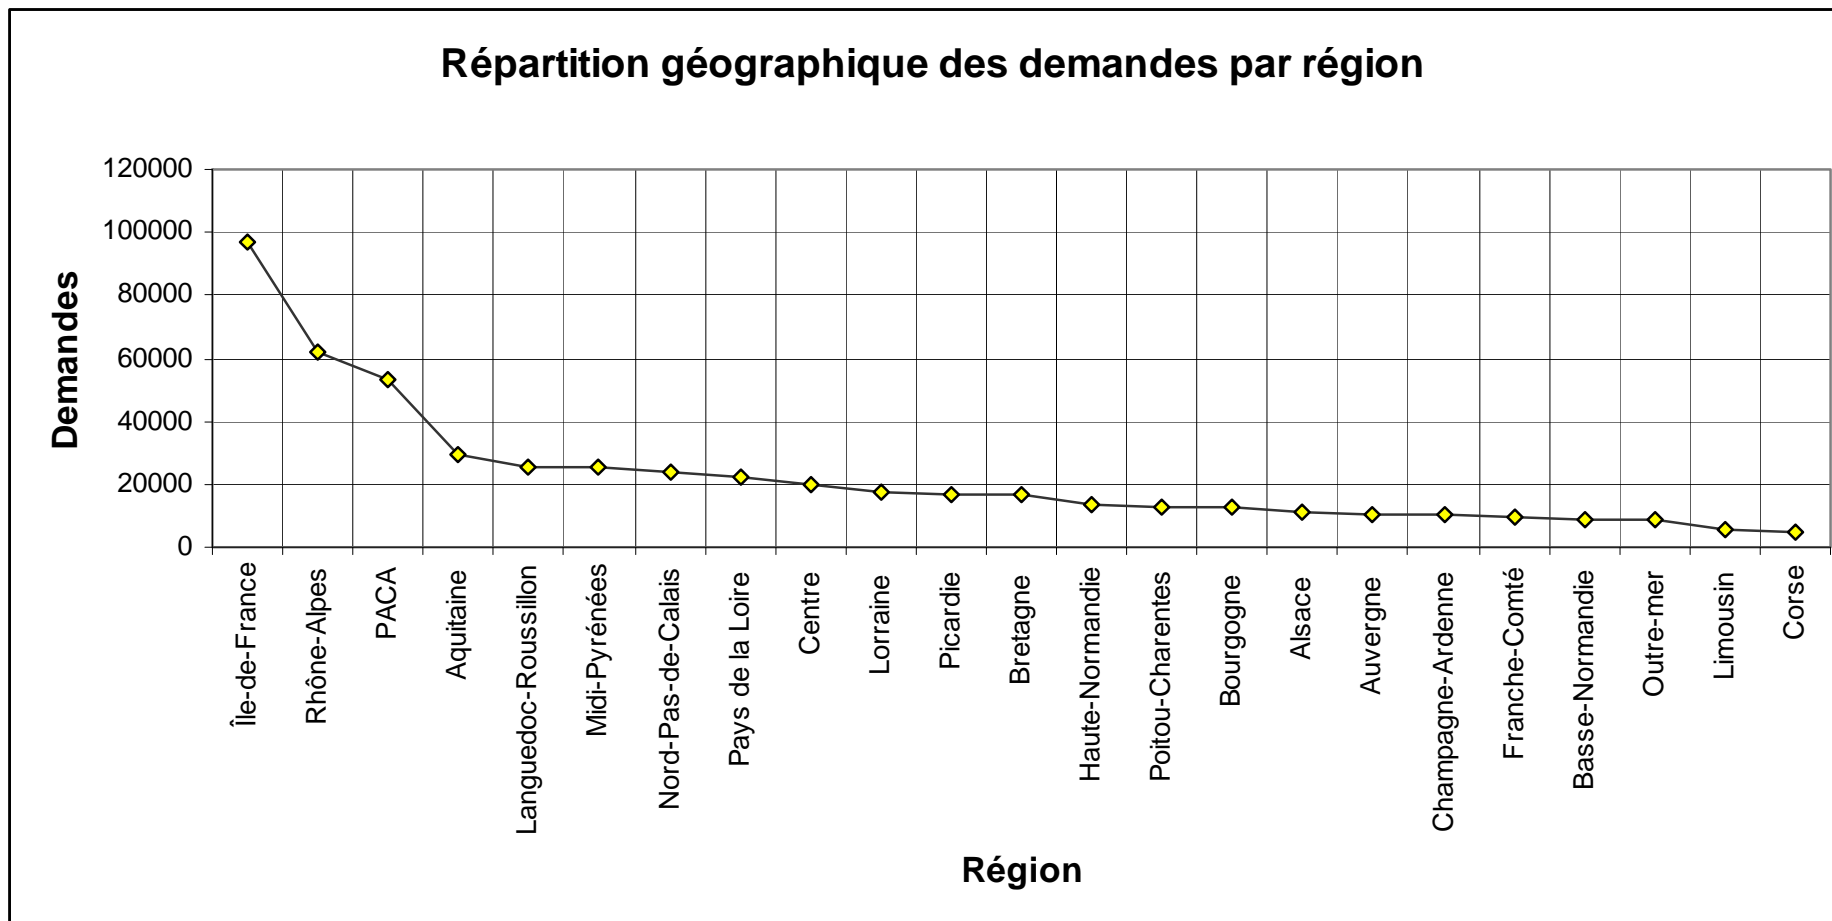 Répartition géographique des demandes par région
120000
100000
80000
60000
40000
20000
0
Demandes
Île-de-France
Rhône-Alpes
PACA
Aquitaine
Languedoc-Roussillon
Midi-Pyrénées
Nord-Pas-de-Calais
Pays de la Loire
Centre
Lorraine
Picardie
Bretagne
Haute-Normandie
Poitou-Charentes
Bourgogne
Alsace
Auvergne
Champagne-Ardenne
Franche-Comté
Basse-Normandie
Outre-mer
Limousin
Corse
Région